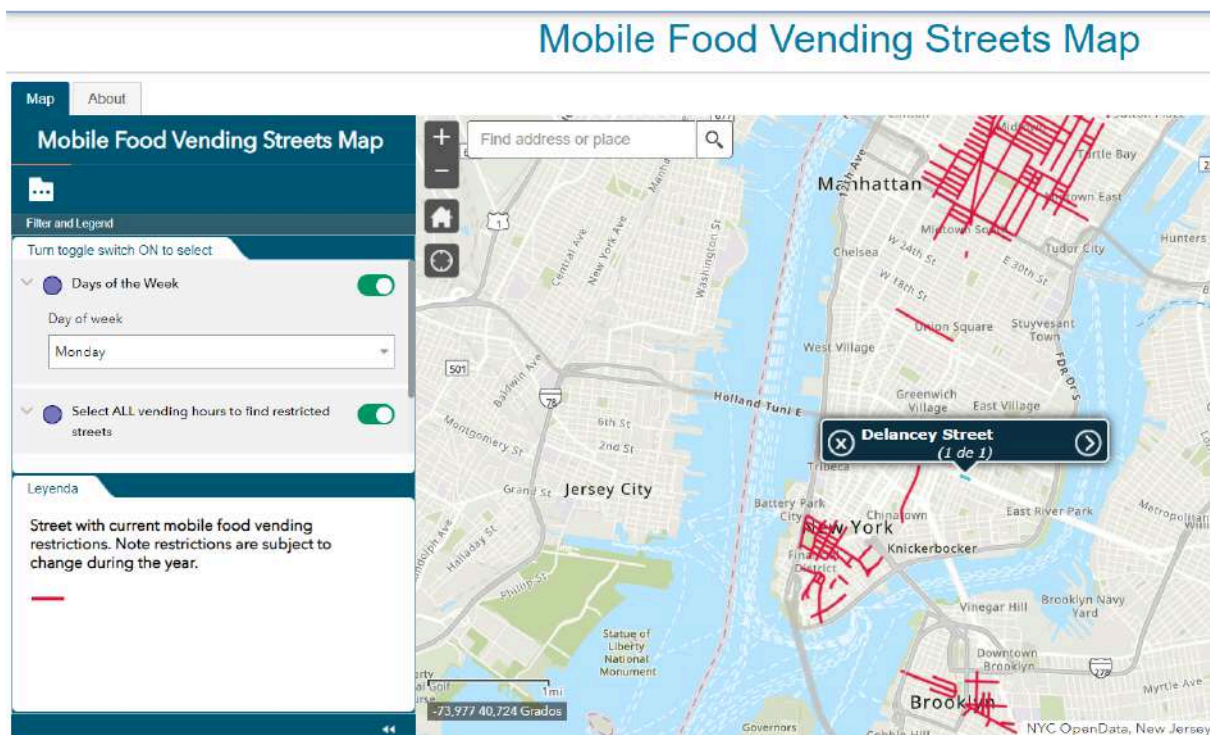 Mobile Food Vending Streets Map
Map
About
Mobile Food Vending Streets Map
Filter and Legend
Turn toggle switch ON to select
Days of the Week
Day of week
Monday
Select ALL vending hours to find restricted
streets
Leyenda
Street with current mobile food vending
restrictions. Note restrictions are subject to
change during the year.
+
Find address or place
−
1
Manhattan
12th Ave
Turtle Bay
Midtown South
Tudor City
Hunters
Chelsea
W 24th St
E 30th St
W 18th St
Central Ave
New York Ave
Washington St
Union Square
Stuyvesant
Town
West Village
FDR Dr S
501
Baldwin Ave
78
Holland Tunl E
Greenwich
Village
East Village
Montgomery St
6th St
2nd St
Delancey Street
(1 de 1)
Tribeca
Grand St
Jersey City
Battery Park
City
Chinatown
East River Park
New York
Knickerbocker
Financial
District
Philip St
Vinegar Hill
Brooklyn Navy
Yard
Statue of
Liberty
National
Monument
Downtown
Brooklyn
278
Myrtle Ave
1mi
-73,977 40,724 Grados
Brooklyn
Governors
Cobble Hill
NYC OpenData, New Jersey